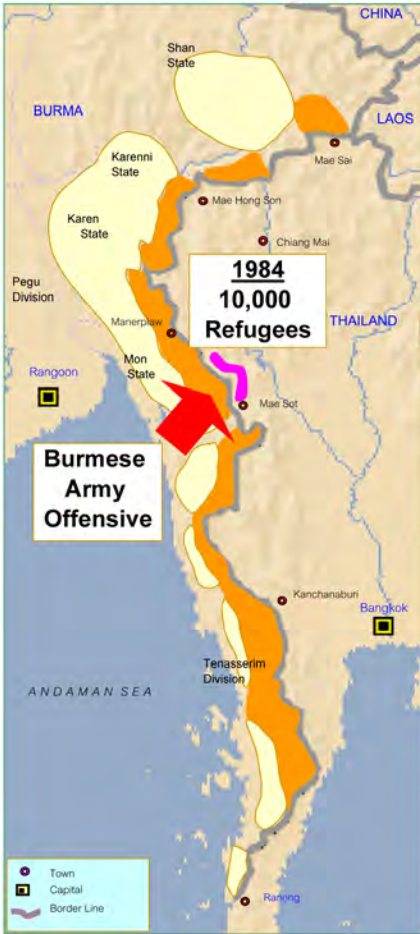 CHINA
Shan
State
BURMA
LAOS
Mae Sai
Karenni
State
Mae Hong Son
Karen
State
Chiang Mai
1984
10,000
Refugees
Pegu
Division
THAILAND
Manerplaw
Mon
State
Rangoon
Mae Sot
Burmese
Army
Offensive
Kanchanaburi
Bangkok
Tenasserim
Division
ANDAMAN SEA
Town
Capital
Border Line
Ranong